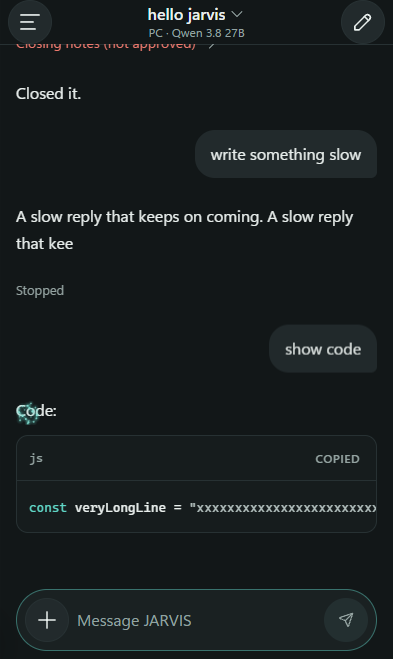 hello jarvis
PC · Qwen 3.8 27B
Closing notes (not approved)
Closed it.
write something slow
A slow reply that keeps on coming. A slow reply
that kee
Stopped
show code
Code:
js COPIED
const veryLongLine = "xxxxxxxxxxxxxxxxxxxxxxxx
Message JARVIS